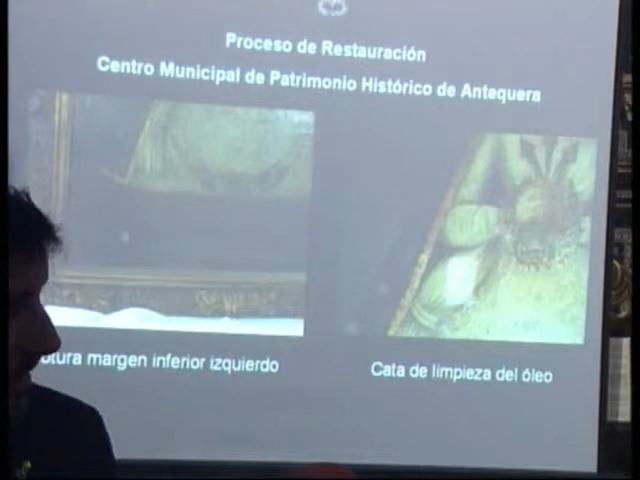 Proceso de Restauración
Centro Municipal de Patrimonio Histórico de Antequera
margen inferior izquierdo
Cata de limpieza del óleo